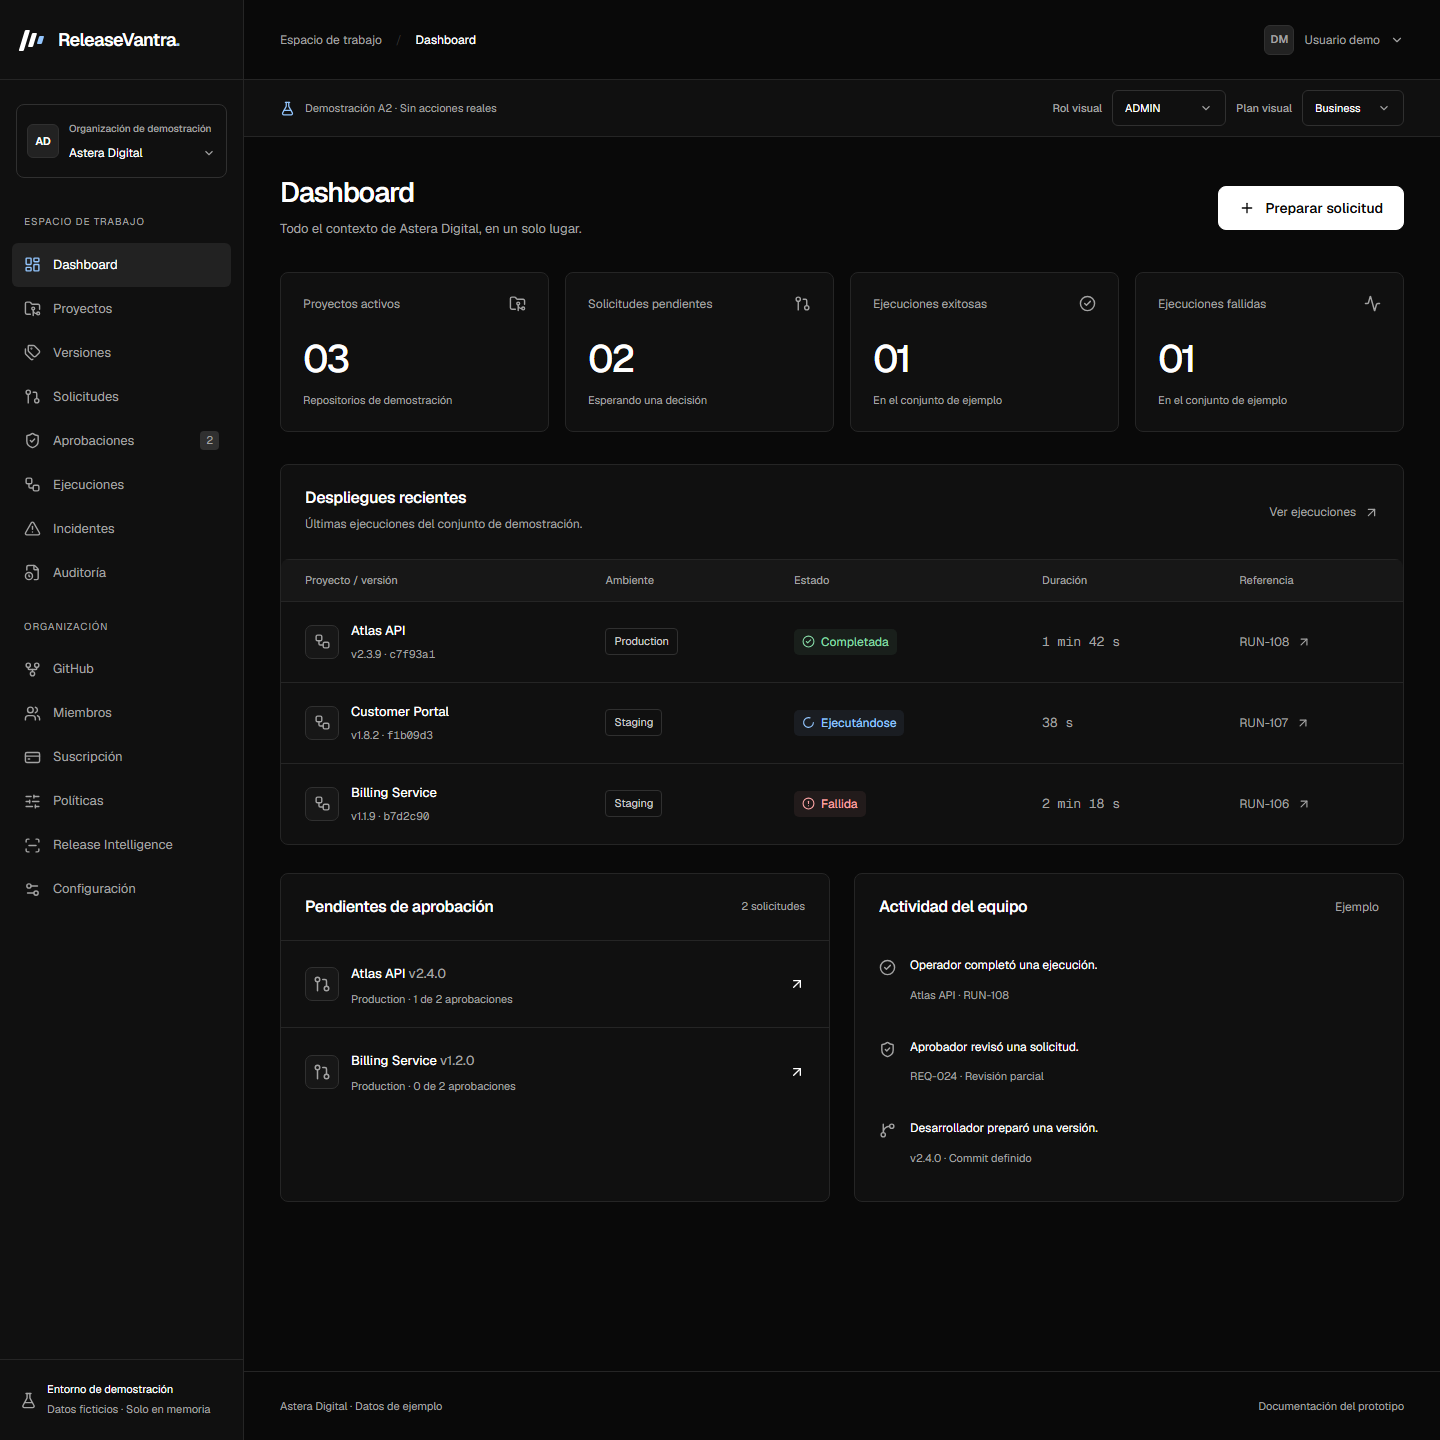 ReleaseVantra.
Espacio de trabajo / Dashboard
DM Usuario demo
Demostración A2 · Sin acciones reales
Rol visual ADMIN Plan visual Business
AD
Organización de demostración
Astera Digital
ESPACIO DE TRABAJO
Dashboard
Proyectos
Versiones
Solicitudes
Aprobaciones 2
Ejecuciones
Incidentes
Auditoría
ORGANIZACIÓN
GitHub
Miembros
Suscripción
Políticas
Release Intelligence
Configuración
Entorno de demostración
Datos ficticios · Solo en memoria
Dashboard
Todo el contexto de Astera Digital, en un solo lugar.
+ Preparar solicitud
Proyectos activos
03
Repositorios de demostración
Solicitudes pendientes
02
Esperando una decisión
Ejecuciones exitosas
01
En el conjunto de ejemplo
Ejecuciones fallidas
01
En el conjunto de ejemplo
Despliegues recientes
Últimas ejecuciones del conjunto de demostración.
Ver ejecuciones
Proyecto / versión Ambiente Estado Duración Referencia
Atlas API
v2.3.9 · c7f93a1
Production Completada 1 min 42 s RUN-108
Customer Portal
v1.8.2 · f1b09d3
Staging Ejecutándose 38 s RUN-107
Billing Service
v1.1.9 · b7d2c90
Staging Fallida 2 min 18 s RUN-106
Pendientes de aprobación 2 solicitudes
Atlas API v2.4.0
Production · 1 de 2 aprobaciones
Billing Service v1.2.0
Production · 0 de 2 aprobaciones
Actividad del equipo Ejemplo
Operador completó una ejecución.
Atlas API · RUN-108
Aprobador revisó una solicitud.
REQ-024 · Revisión parcial
Desarrollador preparó una versión.
v2.4.0 · Commit definido
Astera Digital · Datos de ejemplo
Documentación del prototipo